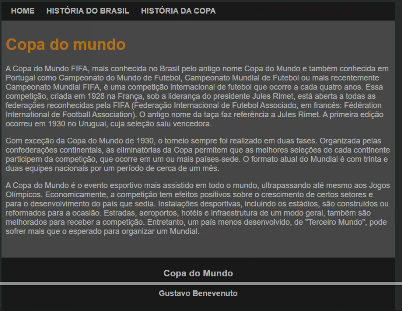 HOME HISTÓRIA DO BRASIL HISTÓRIA DA COPA
Copa do mundo
A Copa do Mundo FIFA, mais conhecida no Brasil pelo antigo nome Copa do Mundo e também conhecida em
Portugal como Campeonato do Mundo de Futebol, Campeonato Mundial de Futebol ou mais recentemente
Campeonato Mundial FIFA, é uma competição internacional de futebol que ocorre a cada quatro anos. Essa
competição, criada em 1928 na França, sob a liderança do presidente Jules Rimet, está aberta a todas as
federações reconhecidas pela FIFA (Federação Internacional de Futebol Associado, em francês: Fédération
International de Football Association). O antigo nome da taça faz referência a Jules Rimet. A primeira edição
ocorreu em 1930 no Uruguai, cuja seleção saiu vencedora.
Com exceção da Copa do Mundo de 1930, o torneio sempre foi realizado em duas fases. Organizada pelas
confederações continentais, as eliminatórias da Copa permitem que as melhores seleções de cada continente
participem da competição, que ocorre em um ou mais países-sede. O formato atual do Mundial é com trinta e
duas equipes nacionais por um período de cerca de um mês.
A Copa do Mundo é o evento esportivo mais assistido em todo o mundo, ultrapassando até mesmo aos Jogos
Olímpicos. Economicamente, a competição tem efeitos positivos sobre o crescimento de certos setores e
para o desenvolvimento do país que sedia. Instalações desportivas, incluindo os estádios, são construídos ou
reformados para a ocasião. Estradas, aeroportos, hotéis e infraestrutura de um modo geral, também são
melhorados para receber a competição. Entretanto, um país menos desenvolvido, de "Terceiro Mundo", pode
sofrer mais que o esperado para organizar um Mundial.
Copa do Mundo
Gustavo Benevenuto